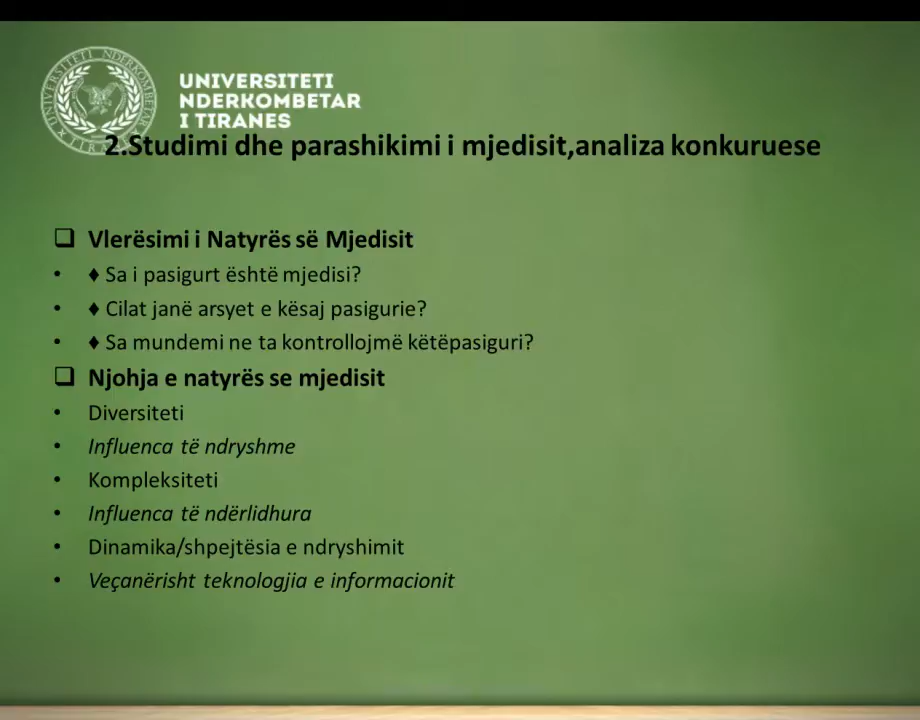 UNIVERSITETI
NDERKOMBETAR
I TIRANES
2.Studimi dhe parashikimi i mjedisit,analiza konkuruese
Vlerësimi i Natyrës së Mjedisit
• ♦ Sa i pasigurt është mjedisi?
• ♦ Cilat janë arsyet e kësaj pasigurie?
• ♦ Sa mundemi ne ta kontrollojmë këtëpasiguri?
Njohja e natyrës se mjedisit
• Diversiteti
• Influenca të ndryshme
• Kompleksiteti
• Influenca të ndërlidhura
• Dinamika/shpejtësia e ndryshimit
• Veçanërisht teknologjia e informacionit